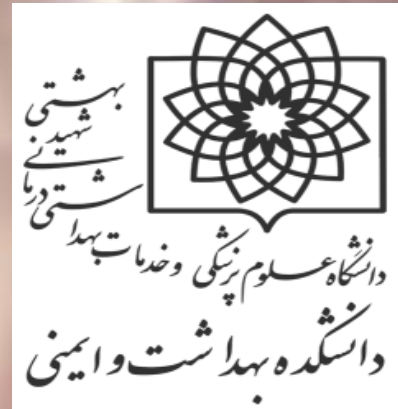 دانشگاه علوم پزشکی و خدمات بهداشتی درمانی شهید بهشتی
دانشکده بهداشت و ایمنی